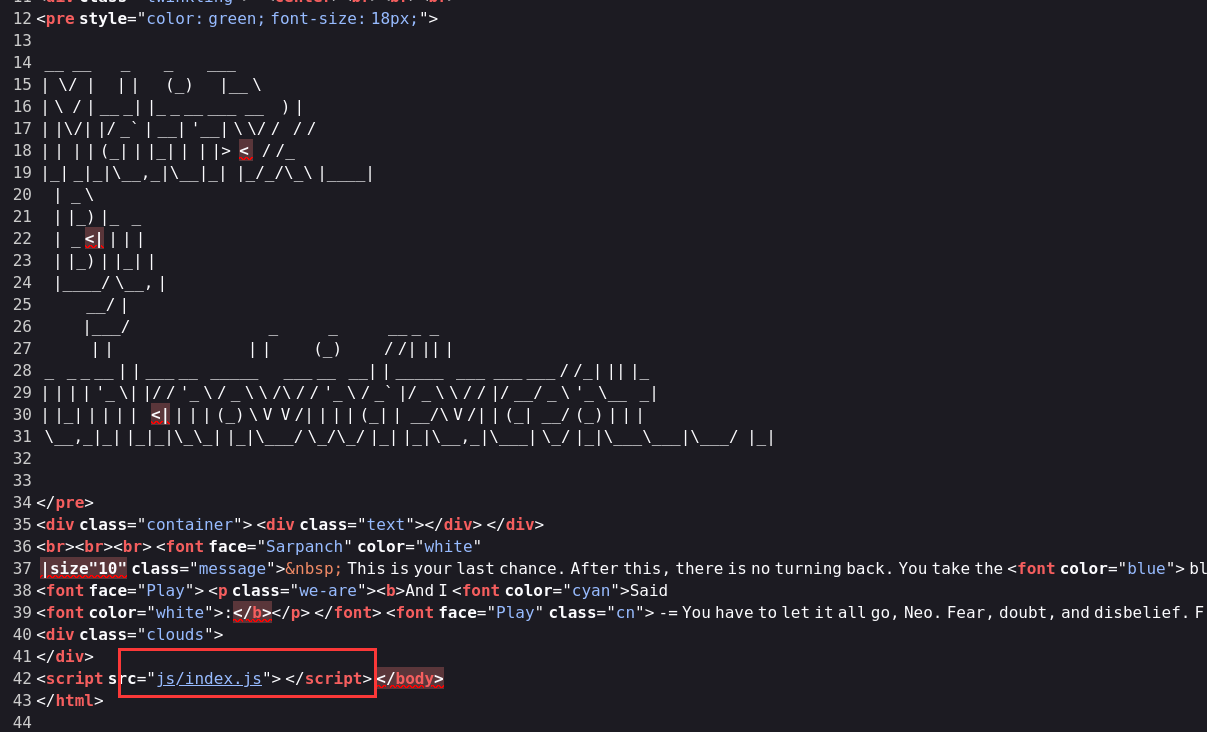 12 <pre style="color: green; font-size: 18px;">
13
14  __ __    _    _    ___
15 | \/ |   | |   (_)   |__ \
16 | \ / | __ _| |_ _ __ ___ __  ) |
17 | |\/| |/ _` | __| '__| \ \/ /  / /
18 | |  | | (_| | |_| |  | |>  <  / /_
19 |_| _|_|\__,_|\__|_|  |_/_/\_\ |____|
20  | _ \
21  | |_) |_  _
22  | _ <| | | |
23  | |_) | |_| |
24  |____/ \__, |
25       __/ |
26      |___/                 _      _      __ _  _
27       | |               | |     (_)     / /| || |
28 _  _ _ __ | | ___ __  _____   ___ __  __| | _____  ___ ___ ___ / /_| || |_
29 | | | | '_ \| |/ / '_ \ / _ \ \ /\ / / '_ \ / _` |/ _ \ \ / / |/ __/ _ \ '_ \__  _|
30 | |_| | | | |  <| | | | (_) \ V V /| | | | (_| |  __/\ V /| | (_|  __/ (_) | | |
31 \__,_|_| |_|_|\_\_| |_|\___/ \_/\_/ |_| |_|\__,_|\___| \_/ |_|\___\___|\___/  |_|
32
33
34 </pre>
35 <div class="container"> <div class="text"></div> </div>
36 <br><br><br> <font face="Sarpanch" color="white"
37 |size"10" class="message">&nbsp; This is your last chance. After this, there is no turning back. You take the <font color="blue"> bl
38 <font face="Play"> <p class="we-are"><b>And I <font color="cyan">Said
39 <font color="white">:</b></p> </font> <font face="Play" class="cn"> -= You have to let it all go, Neo. Fear, doubt, and disbelief. F
40 <div class="clouds">
41 </div>
42 <script src="js/index.js"> </script> </body>
43 </html>
44